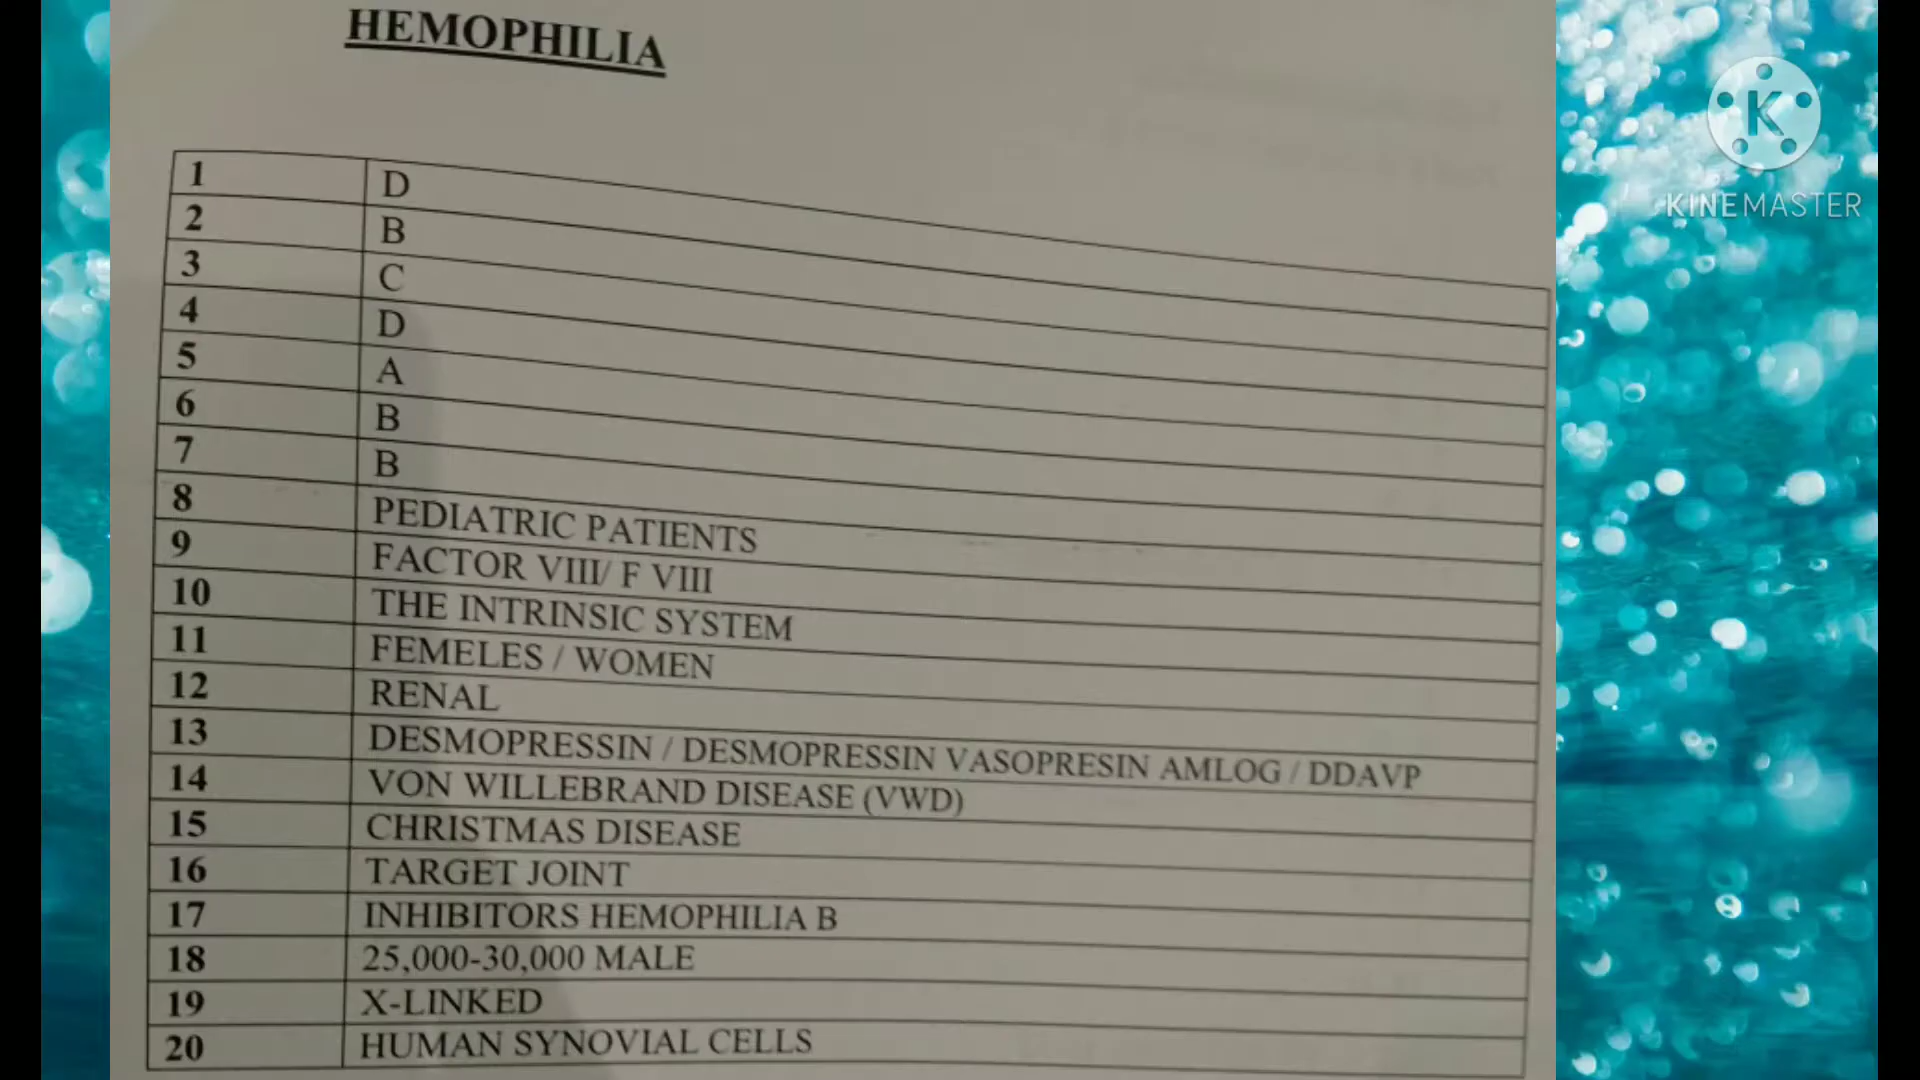 HEMOPHILIA
1 D
2 B
3 C
4 D
5 A
6 B
7 B
8 PEDIATRIC PATIENTS
9 FACTOR VIII/ F VIII
10 THE INTRINSIC SYSTEM
11 FEMELES / WOMEN
12 RENAL
13 DESMOPRESSIN / DESMOPRESSIN VASOPRESIN AMLOG / DDAVP
14 VON WILLEBRAND DISEASE (VWD)
15 CHRISTMAS DISEASE
16 TARGET JOINT
17 INHIBITORS HEMOPHILIA B
18 25,000-30,000 MALE
19 X-LINKED
20 HUMAN SYNOVIAL CELLS
K
KINEMASTER